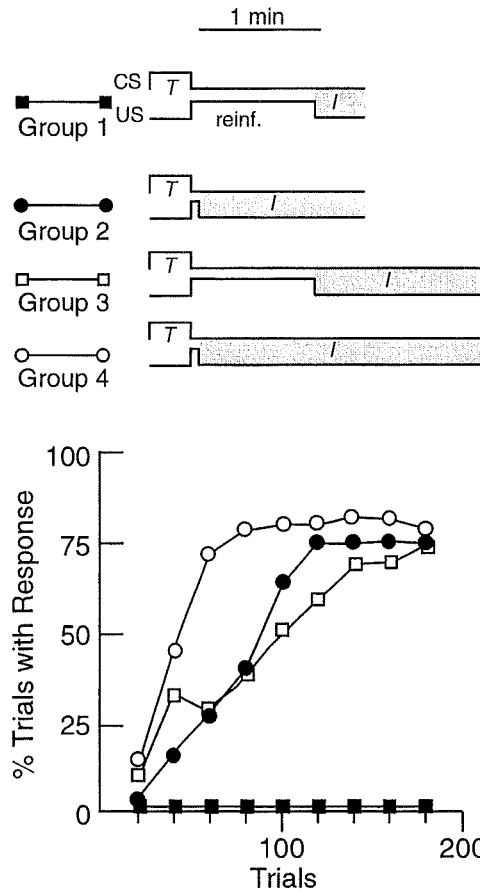 1 min
CS T I
US reinf.
Group 1
T I
Group 2
T I
Group 3
T I
Group 4
100
75
50
25
0
% Trials with Response
100 200
Trials